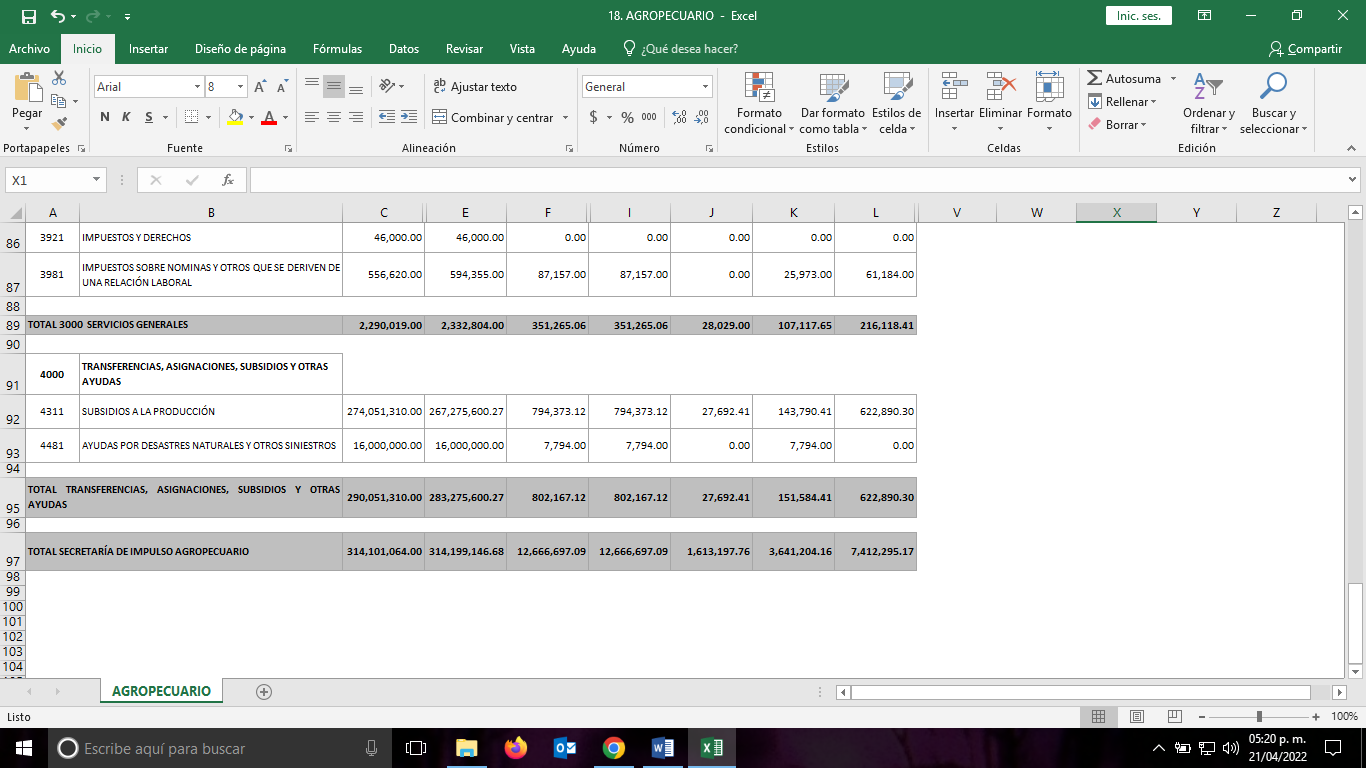 18. AGROPECUARIO - Excel
Inic. ses.
Archivo Inicio Insertar Diseño de página Fórmulas Datos Revisar Vista Ayuda ¿Qué desea hacer? Compartir
Pegar
Arial 8
N K S
Ajustar texto
Combinar y centrar
General
$ % 000
Formato condicional
Dar formato como tabla
Estilos de celda
Insertar Eliminar Formato
Autosuma
Rellenar
Borrar
Ordenar y filtrar
Buscar y seleccionar
Portapapeles Fuente Alineación Número Estilos Celdas Edición
X1 fx
A B C E F I J K L V W X Y Z
86 3921 IMPUESTOS Y DERECHOS 46,000.00 46,000.00 0.00 0.00 0.00 0.00 0.00
87 3981 IMPUESTOS SOBRE NOMINAS Y OTROS QUE SE DERIVEN DE UNA RELACIÓN LABORAL 556,620.00 594,355.00 87,157.00 87,157.00 0.00 25,973.00 61,184.00
88
89 TOTAL 3000 SERVICIOS GENERALES 2,290,019.00 2,332,804.00 351,265.06 351,265.06 28,029.00 107,117.65 216,118.41
90
91 4000 TRANSFERENCIAS, ASIGNACIONES, SUBSIDIOS Y OTRAS AYUDAS
92 4311 SUBSIDIOS A LA PRODUCCIÓN 274,051,310.00 267,275,600.27 794,373.12 794,373.12 27,692.41 143,790.41 622,890.30
93 4481 AYUDAS POR DESASTRES NATURALES Y OTROS SINIESTROS 16,000,000.00 16,000,000.00 7,794.00 7,794.00 0.00 7,794.00 0.00
94
95 TOTAL TRANSFERENCIAS, ASIGNACIONES, SUBSIDIOS Y OTRAS AYUDAS 290,051,310.00 283,275,600.27 802,167.12 802,167.12 27,692.41 151,584.41 622,890.30
96
97 TOTAL SECRETARÍA DE IMPULSO AGROPECUARIO 314,101,064.00 314,199,146.68 12,666,697.09 12,666,697.09 1,613,197.76 3,641,204.16 7,412,295.17
98
99
100
101
102
103
104
AGROPECUARIO
Listo 100%
Escribe aquí para buscar
05:20 p. m.
21/04/2022